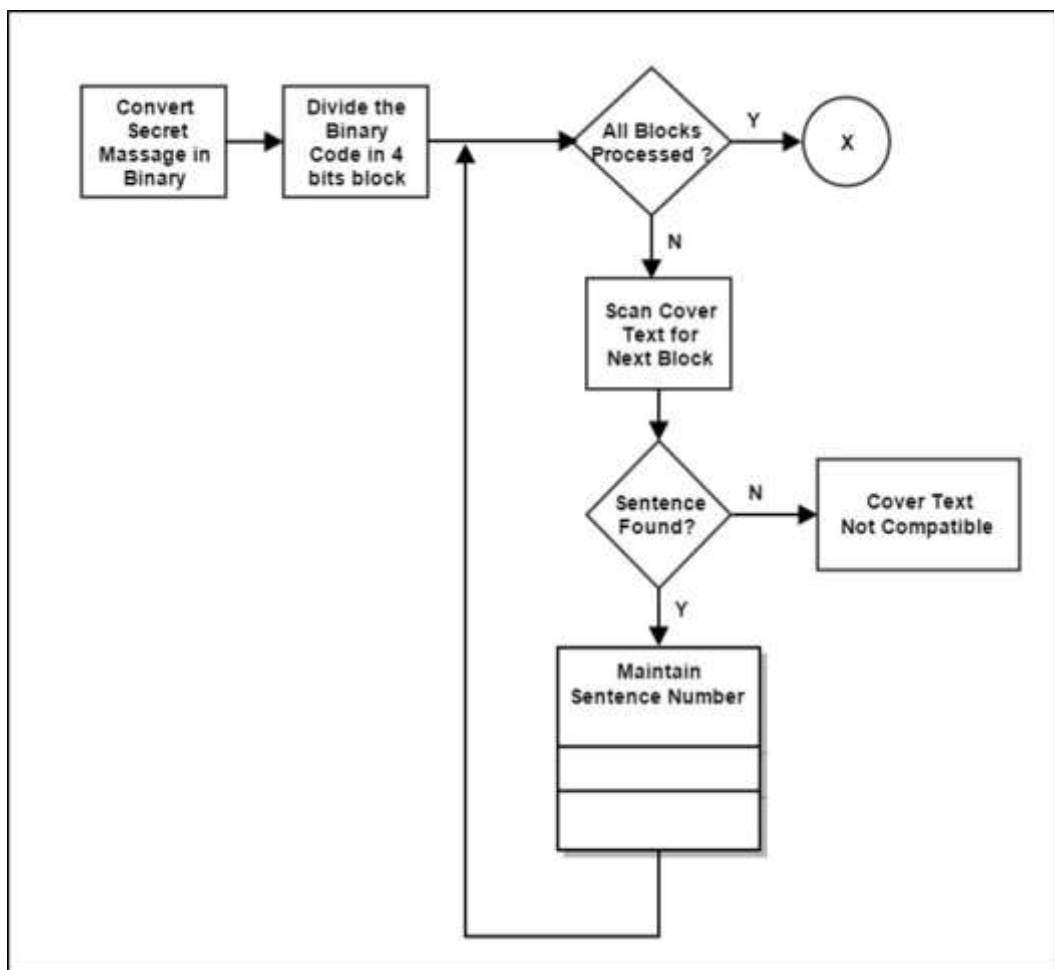 Convert
Secret
Massage in
Binary
Divide the
Binary
Code in 4
bits block
All Blocks
Processed ?
Y
X
N
Scan Cover
Text for
Next Block
Sentence
Found?
N
Cover Text
Not Compatible
Y
Maintain
Sentence Number